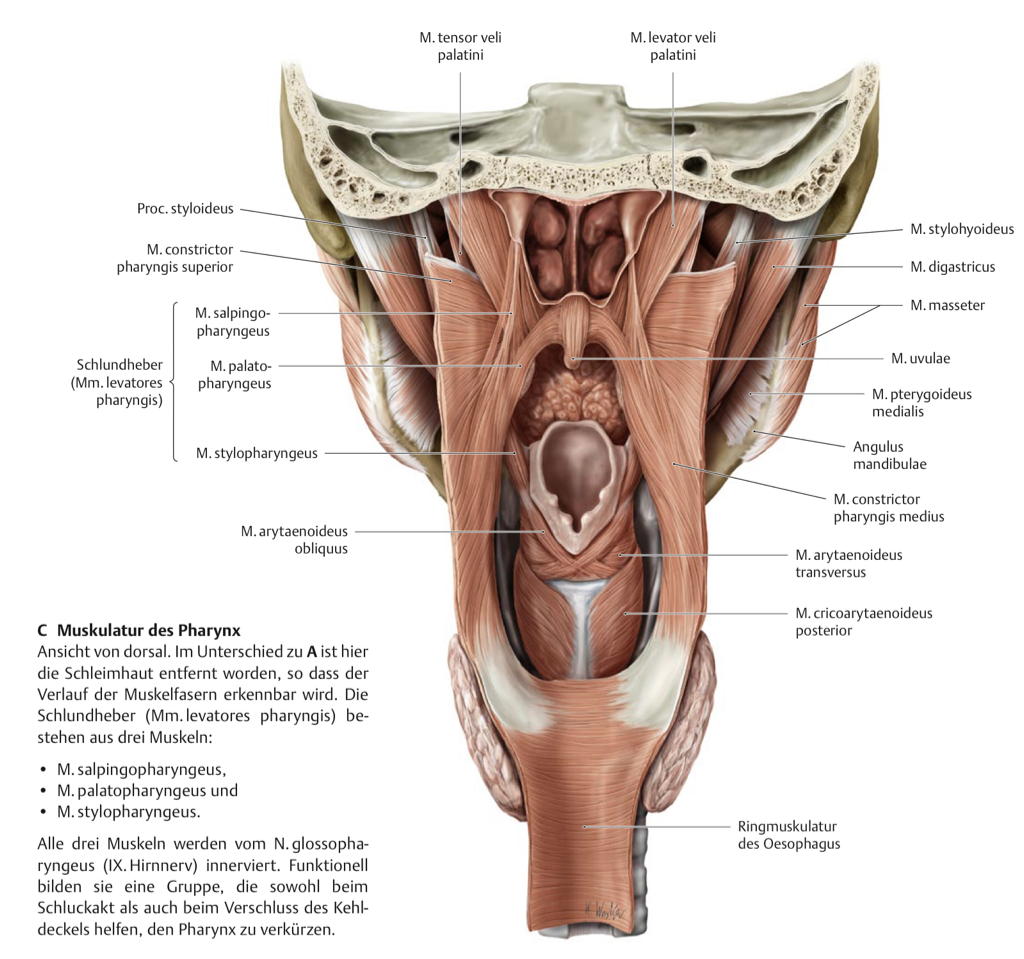 M. tensor veli
palatini
M. levator veli
palatini
Proc. styloideus
M. constrictor
pharyngis superior
M. salpingo-
pharyngeus
Schlundheber
(Mm. levatores
pharyngis)
M. palato-
pharyngeus
M. stylopharyngeus
M. arytaenoideus
obliquus
M. stylohyoideus
M. digastricus
M. masseter
M. uvulae
M. pterygoideus
medialis
Angulus
mandibulae
M. constrictor
pharyngis medius
M. arytaenoideus
transversus
M. cricoarytaenoideus
posterior
Ringmuskulatur
des Oesophagus
C Muskulatur des Pharynx
Ansicht von dorsal. Im Unterschied zu A ist hier
die Schleimhaut entfernt worden, so dass der
Verlauf der Muskelfasern erkennbar wird. Die
Schlundheber (Mm. levatores pharyngis) be-
stehen aus drei Muskeln:
• M. salpingopharyngeus,
• M. palatopharyngeus und
• M. stylopharyngeus.
Alle drei Muskeln werden vom N. glossopha-
ryngeus (IX. Hirnnerv) innerviert. Funktionell
bilden sie eine Gruppe, die sowohl beim
Schluckakt als auch beim Verschluss des Kehl-
deckels helfen, den Pharynx zu verkürzen.